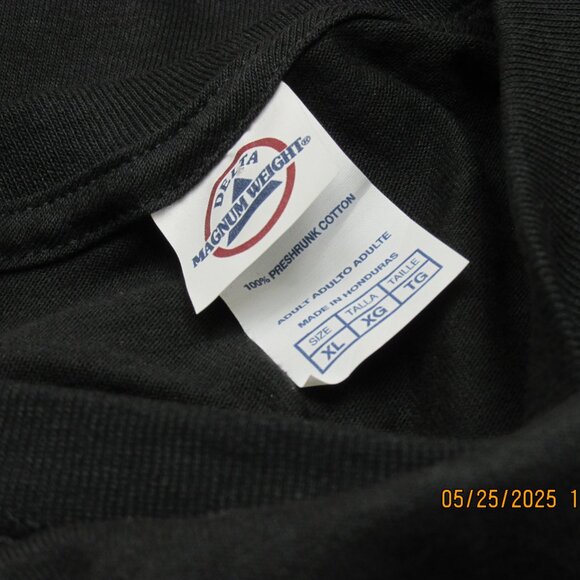 DELTA
MAGNUM WEIGHT®
100% PRESHRUNK COTTON
ADULT ADULTO ADULTE
MADE IN HONDURAS
SIZE TALLA TAILLE
XL XG TG
05/25/2025 1